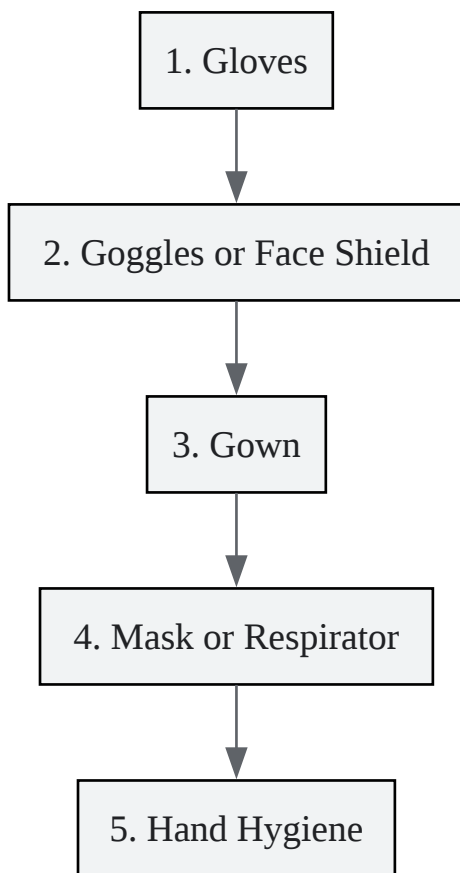 1. Gloves
2. Goggles or Face Shield
3. Gown
4. Mask or Respirator
5. Hand Hygiene